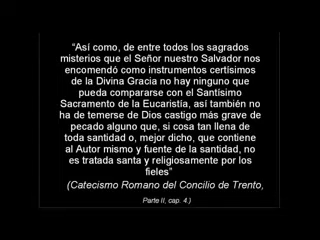 “Así como, de entre todos los sagrados
misterios que el Señor nuestro Salvador nos
encomendó como instrumentos certísimos
de la Divina Gracia no hay ninguno que
pueda compararse con el Santísimo
Sacramento de la Eucaristía, así también no
ha de temerse de Dios castigo más grave de
pecado alguno que, si cosa tan llena de
toda santidad o, mejor dicho, que contiene
al Autor mismo y fuente de la santidad, no
es tratada santa y religiosamente por los
fieles”
(Catecismo Romano del Concilio de Trento,
Parte II, cap. 4.)